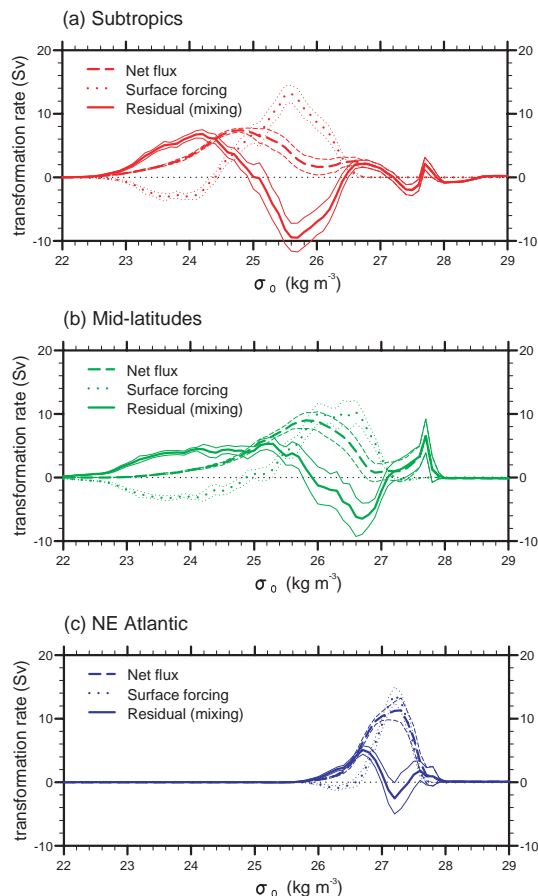 (a) Subtropics
20
10
0
-10
20
10
0
-10
transformation rate (Sv)
Net flux
Surface forcing
Residual (mixing)
22 23 24 25 26 27 28 29
σ₀ (kg m⁻³)
(b) Mid-latitudes
20
10
0
-10
20
10
0
-10
transformation rate (Sv)
Net flux
Surface forcing
Residual (mixing)
22 23 24 25 26 27 28 29
σ₀ (kg m⁻³)
(c) NE Atlantic
20
10
0
-10
20
10
0
-10
transformation rate (Sv)
Net flux
Surface forcing
Residual (mixing)
22 23 24 25 26 27 28 29
σ₀ (kg m⁻³)